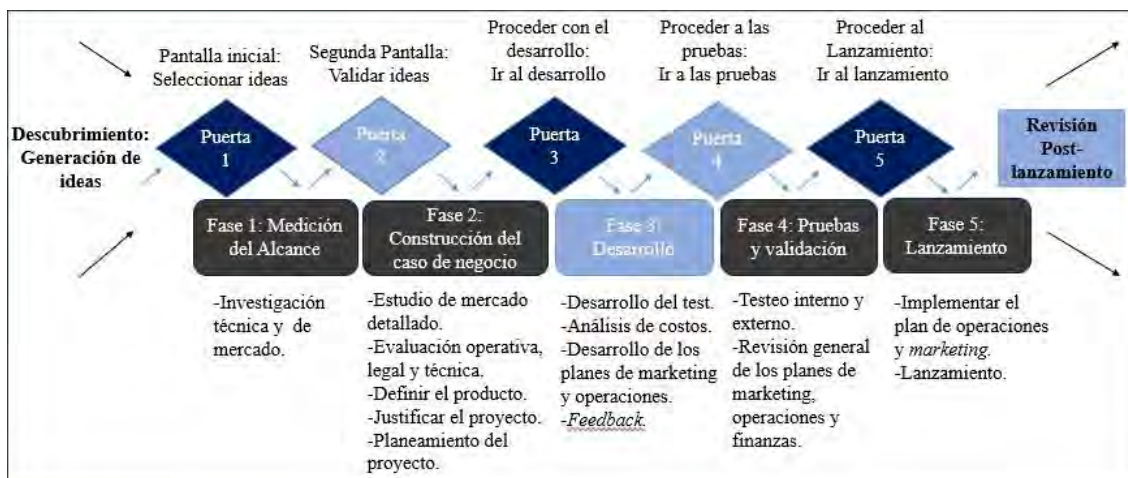 Pantalla inicial:
Seleccionar ideas
Segunda Pantalla:
Validar ideas
Proceder con el
desarrollo:
Ir al desarrollo
Proceder a las
pruebas:
Ir a las pruebas
Proceder al
Lanzamiento:
Ir al lanzamiento
Descubrimiento:
Generación de
ideas
Puerta
1
Puerta
2
Puerta
3
Puerta
4
Puerta
5
Revisión
Post-
lanzamiento
Fase 1: Medición
del Alcance
Fase 2:
Construcción del
caso de negocio
Fase 3:
Desarrollo
Fase 4: Pruebas
y validación
Fase 5:
Lanzamiento
-Investigación
técnica y de
mercado.
-Estudio de mercado
detallado.
-Evaluación operativa,
legal y técnica.
-Definir el producto.
-Justificar el proyecto.
-Planeamiento del
proyecto.
-Desarrollo del test.
-Análisis de costos.
-Desarrollo de los
planes de marketing
y operaciones.
-Feedback.
-Testeo interno y
externo.
-Revisión general
de los planes de
marketing,
operaciones y
finanzas.
-Implementar el
plan de operaciones
y marketing.
-Lanzamiento.